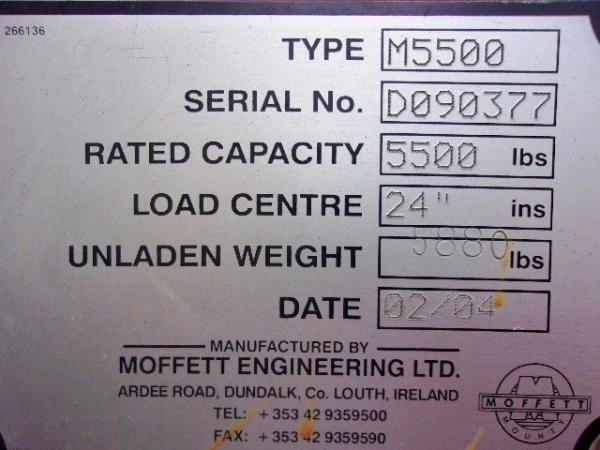 266136
TYPE M5500
SERIAL No. D090377
RATED CAPACITY 5500 lbs
LOAD CENTRE 24" ins
UNLADEN WEIGHT 5880 lbs
DATE 02/04
MANUFACTURED BY
MOFFETT ENGINEERING LTD.
ARDEE ROAD, DUNDALK, Co. LOUTH, IRELAND
TEL: +353 42 9359500
FAX: +353 42 9359590
MOFFETT
MOUNTY